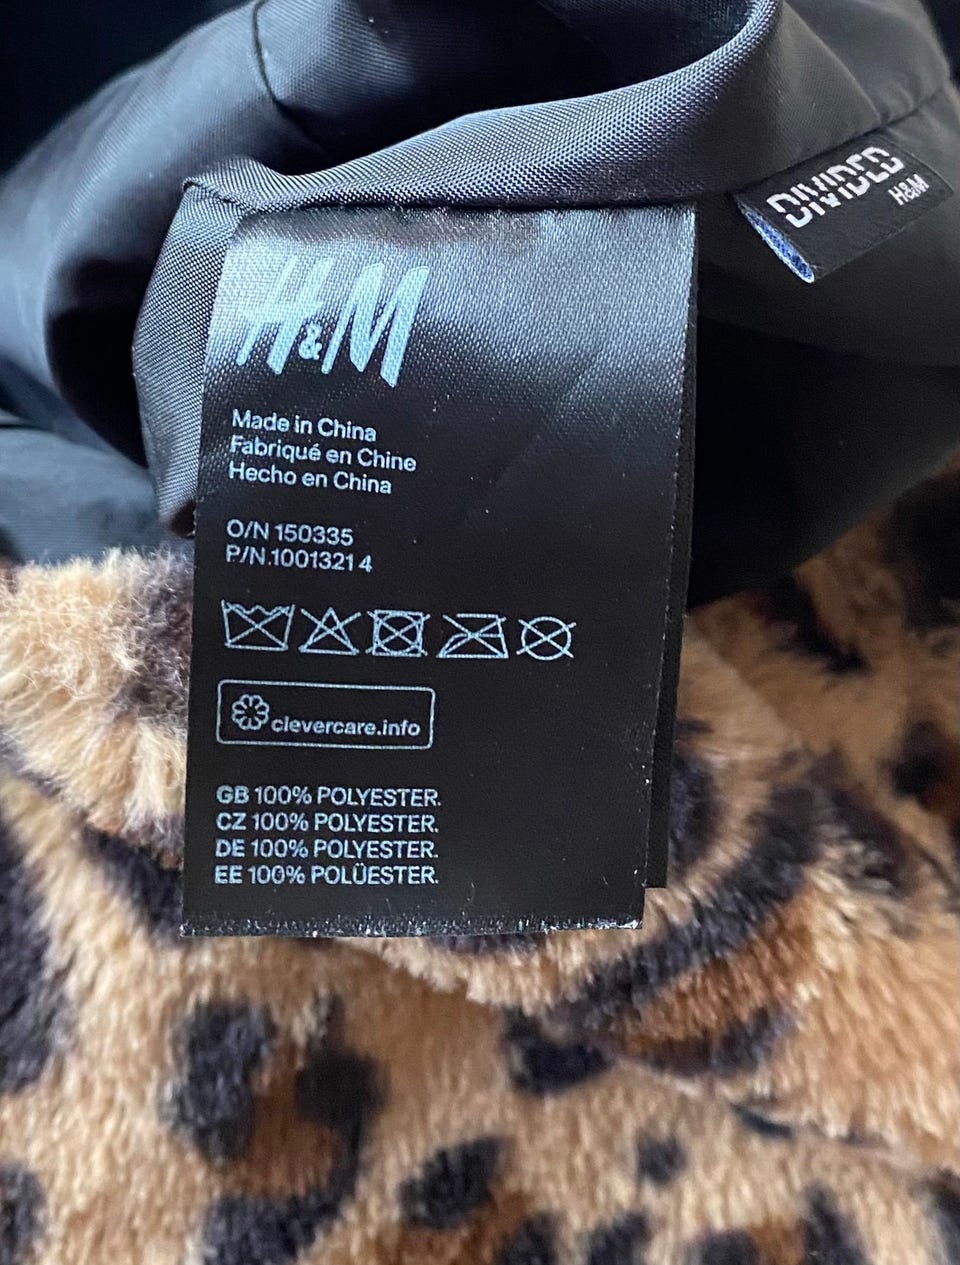 DIVIDED
H&M
H&M
Made in China
Fabriqué en Chine
Hecho en China
O/N 150335
P/N.10013214
clevercare.info
GB 100% POLYESTER.
CZ 100% POLYESTER.
DE 100% POLYESTER.
EE 100% POLÜESTER.